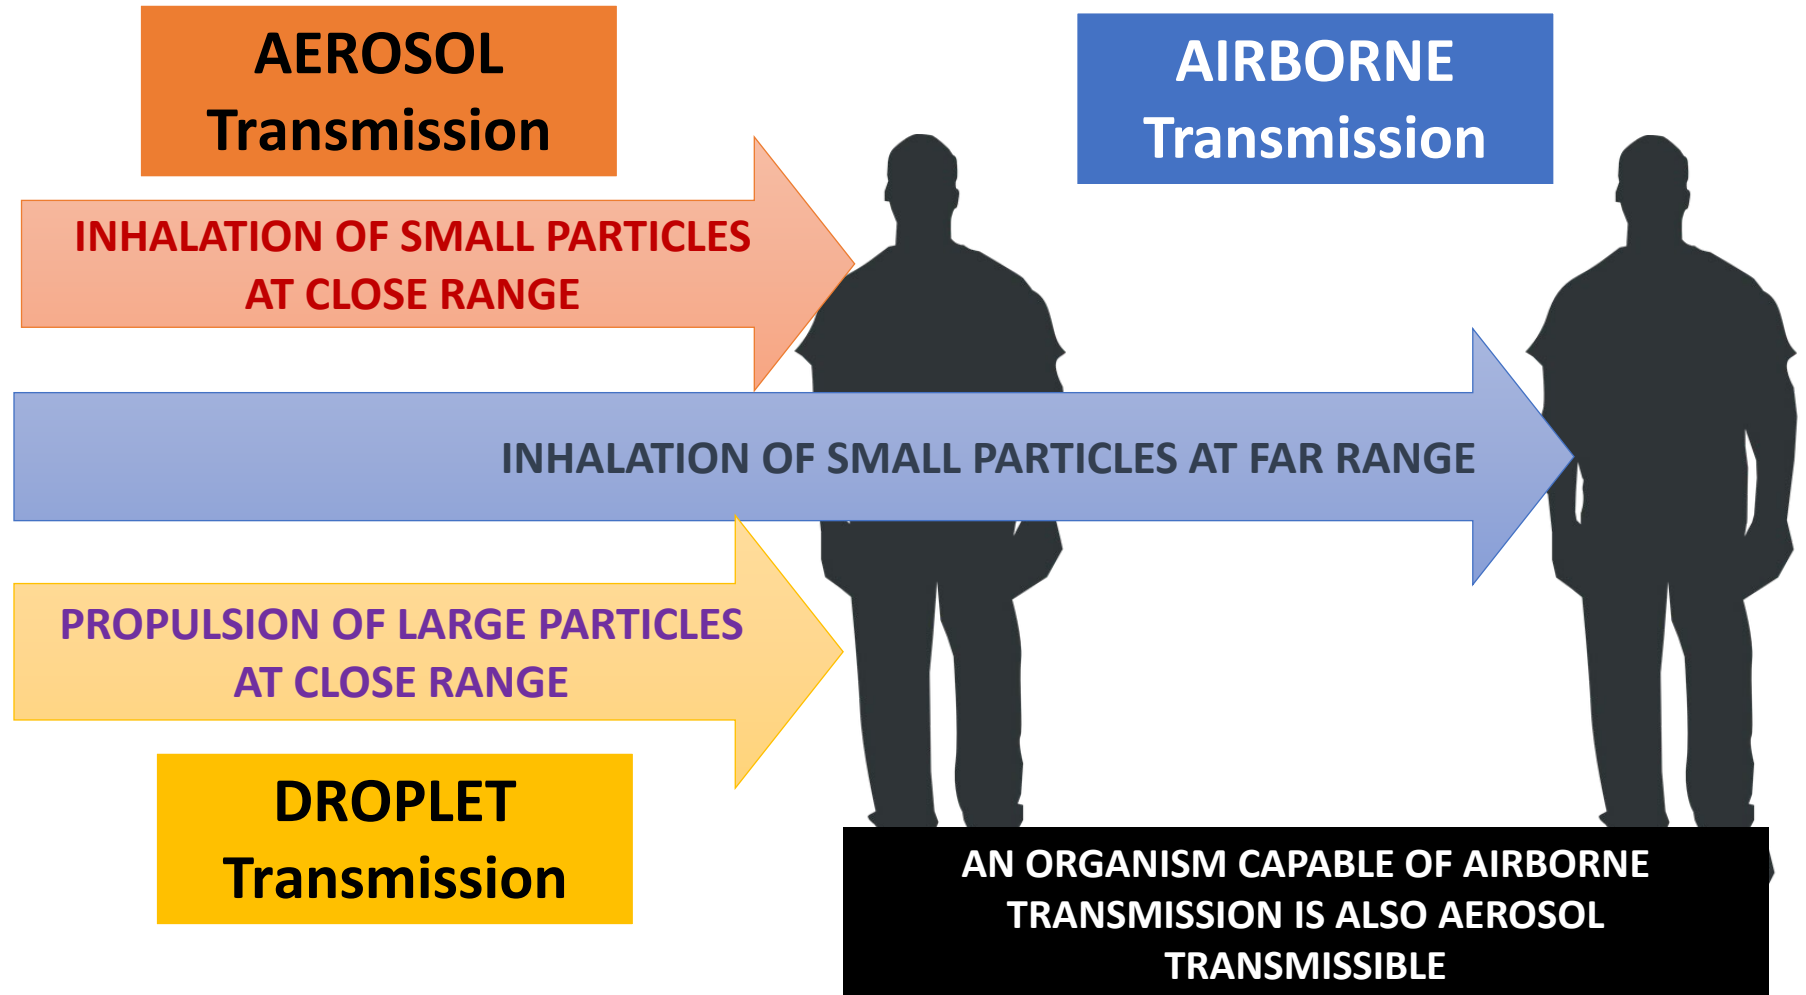 AEROSOL
Transmission
AIRBORNE
Transmission
INHALATION OF SMALL PARTICLES
AT CLOSE RANGE
INHALATION OF SMALL PARTICLES AT FAR RANGE
PROPULSION OF LARGE PARTICLES
AT CLOSE RANGE
DROPLET
Transmission
AN ORGANISM CAPABLE OF AIRBORNE
TRANSMISSION IS ALSO AEROSOL
TRANSMISSIBLE